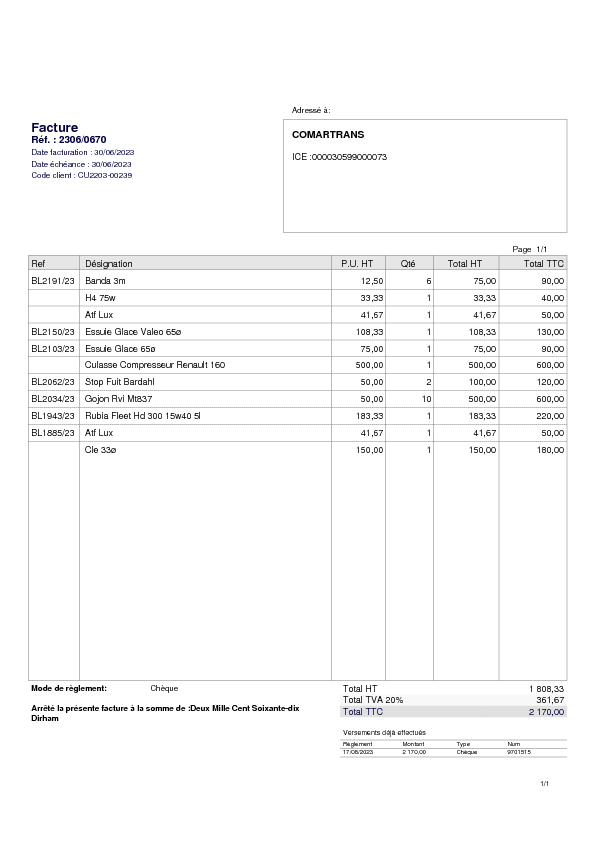 Adressé à:
Facture
Réf. : 2306/0670
Date facturation : 30/06/2023
Date échéance : 30/06/2023
Code client : CU2203-00239
COMARTRANS
ICE :000030599000073
Page 1/1
Ref Désignation P.U. HT Qté Total HT Total TTC
BL2191/23 Banda 3m 12,50 6 75,00 90,00
H4 75w 33,33 1 33,33 40,00
Atf Lux 41,67 1 41,67 50,00
BL2150/23 Essuie Glace Valeo 65ø 108,33 1 108,33 130,00
BL2103/23 Essuie Glace 65ø 75,00 1 75,00 90,00
Culasse Compresseur Renault 160 500,00 1 500,00 600,00
BL2062/23 Stop Fuit Bardahl 50,00 2 100,00 120,00
BL2034/23 Gojon Rvi Mt837 50,00 10 500,00 600,00
BL1943/23 Rubia Fleet Hd 300 15w40 5l 183,33 1 183,33 220,00
BL1885/23 Atf Lux 41,67 1 41,67 50,00
Cle 33ø 150,00 1 150,00 180,00
Mode de règlement: Chèque
Arrêté la présente facture à la somme de :Deux Mille Cent Soixante-dix
Dirham
Total HT 1 808,33
Total TVA 20% 361,67
Total TTC 2 170,00
Versements déjà effectués
Règlement Montant Type Num
17/08/2023 2 170,00 Chèque 9701515
1/1